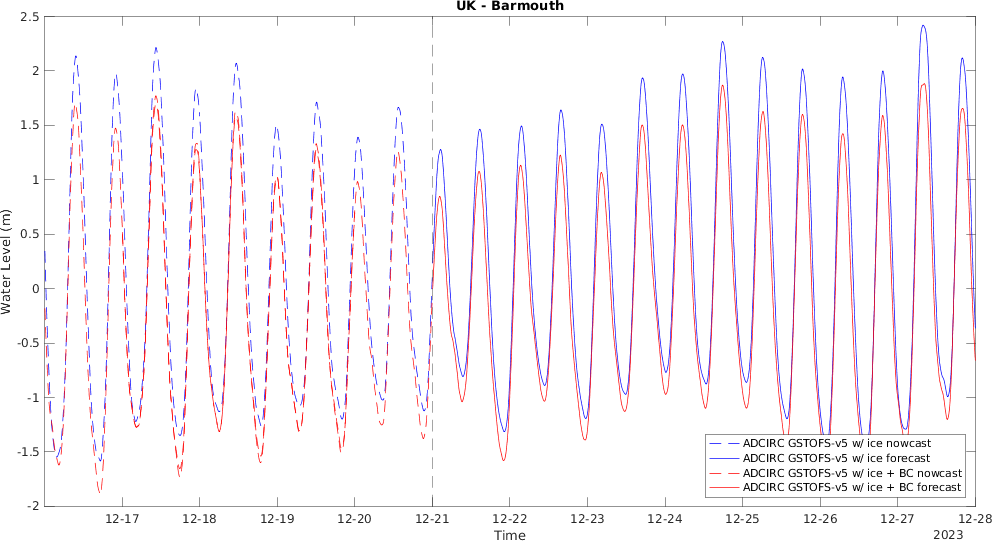 UK - Barmouth
2.5
2
1.5
1
0.5
0
-0.5
-1
-1.5
-2
Water Level (m)
12-17 12-18 12-19 12-20 12-21 12-22 12-23 12-24 12-25 12-26 12-27 12-28
Time
2023
ADCIRC GSTOFS-v5 w/ ice nowcast
ADCIRC GSTOFS-v5 w/ ice forecast
ADCIRC GSTOFS-v5 w/ ice + BC nowcast
ADCIRC GSTOFS-v5 w/ ice + BC forecast